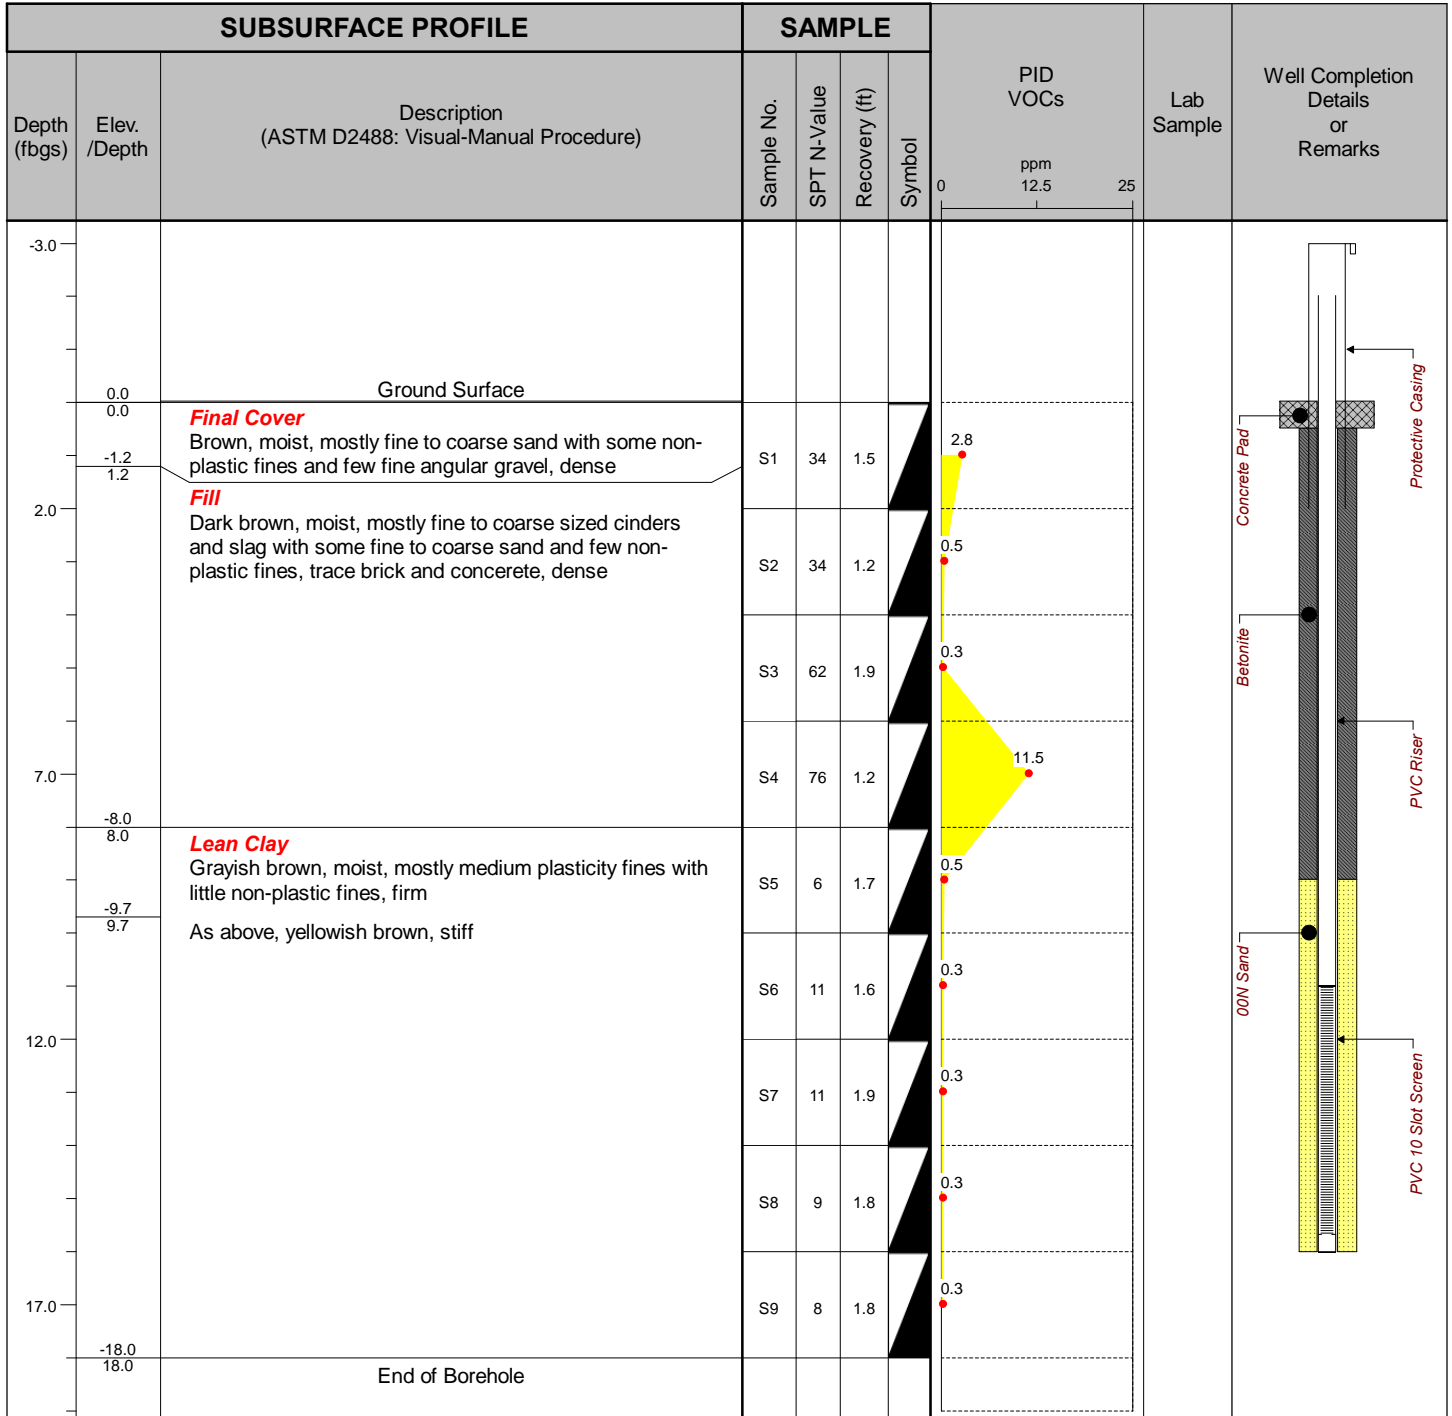 SUBSURFACE PROFILE
SAMPLE
Depth
(fbgs)
Elev.
/Depth
Description
(ASTM D2488: Visual-Manual Procedure)
Sample No.
SPT N-Value
Recovery (ft)
Symbol
PID
VOCs
ppm
0 12.5 25
Lab
Sample
Well Completion
Details
or
Remarks
-3.0
2.0
7.0
12.0
17.0
0.0
0.0
-1.2
1.2
-8.0
8.0
-9.7
9.7
-18.0
18.0
Ground Surface
Final Cover
Brown, moist, mostly fine to coarse sand with some non-
plastic fines and few fine angular gravel, dense
Fill
Dark brown, moist, mostly fine to coarse sized cinders
and slag with some fine to coarse sand and few non-
plastic fines, trace brick and concerete, dense
Lean Clay
Grayish brown, moist, mostly medium plasticity fines with
little non-plastic fines, firm
As above, yellowish brown, stiff
End of Borehole
S1 34 1.5
S2 34 1.2
S3 62 1.9
S4 76 1.2
S5 6 1.7
S6 11 1.6
S7 11 1.9
S8 9 1.8
S9 8 1.8
2.8
0.5
0.3
11.5
0.5
0.3
0.3
0.3
0.3
Concrete Pad
Betonite
00N Sand
Protective Casing
PVC Riser
PVC 10 Slot Screen